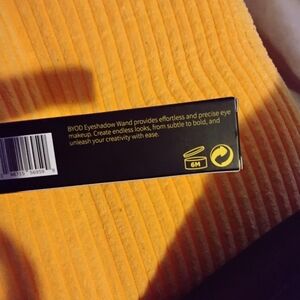 BYOD Eyeshadow Wand provides effortless and precise eye
makeup. Create endless looks, from subtle to bold, and
unleash your creativity with ease.
6M